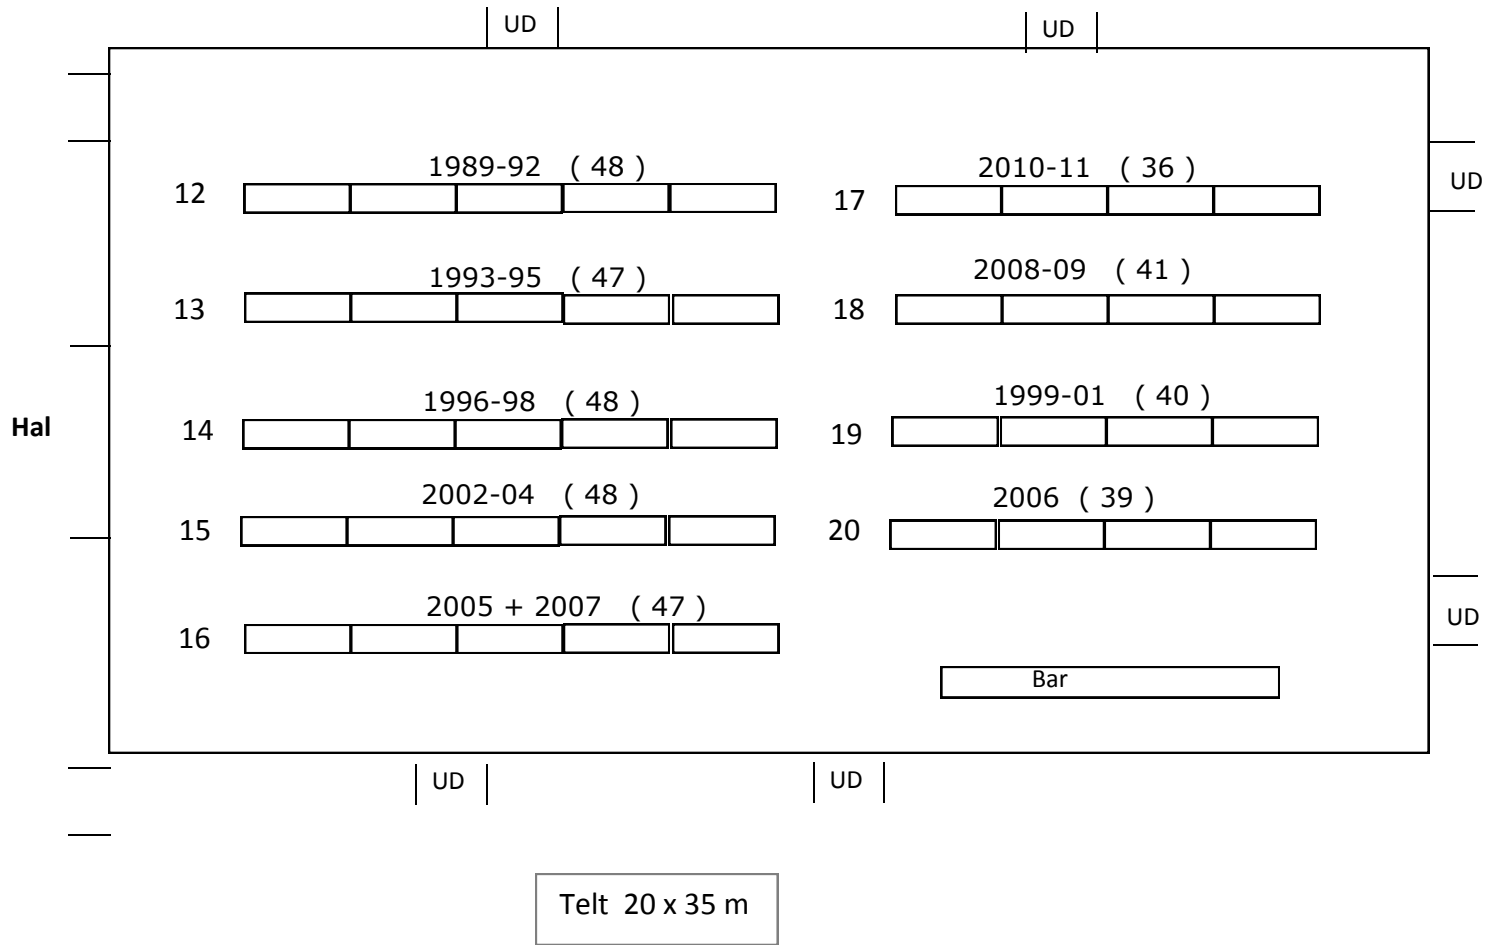 UD
UD
1989-92 ( 48 )
12
2010-11 ( 36 )
17
UD
1993-95 ( 47 )
13
2008-09 ( 41 )
18
Hal
1996-98 ( 48 )
14
1999-01 ( 40 )
19
2002-04 ( 48 )
15
2006 ( 39 )
20
2005 + 2007 ( 47 )
16
UD
Bar
UD
UD
Telt 20 x 35 m